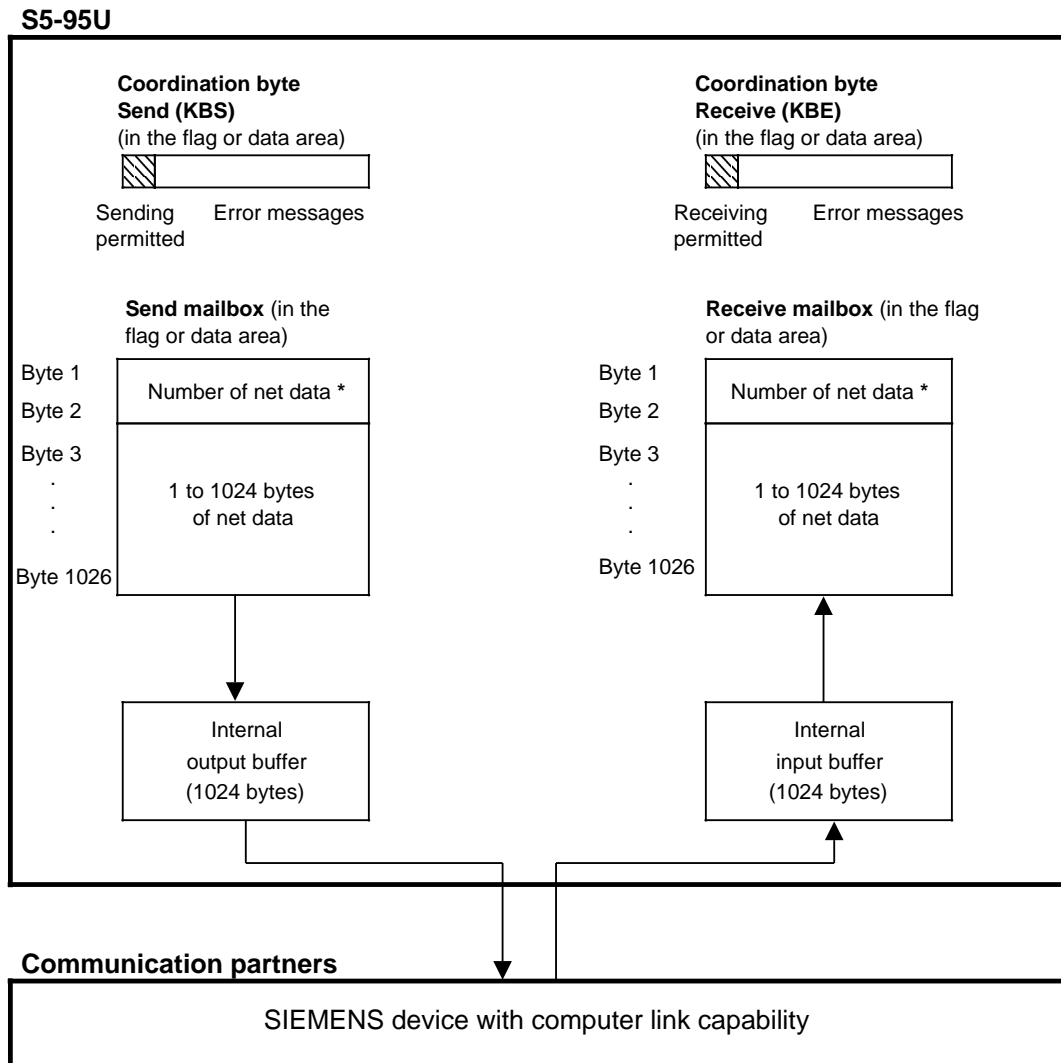 S5-95U
Coordination byte
Send (KBS)
(in the flag or data area)
Sending
permitted
Error messages
Coordination byte
Receive (KBE)
(in the flag or data area)
Receiving
permitted
Error messages
Send mailbox (in the
flag or data area)
Byte 1
Byte 2
Byte 3
.
.
.
Byte 1026
Number of net data *
1 to 1024 bytes
of net data
Receive mailbox (in the flag
or data area)
Byte 1
Byte 2
Byte 3
.
.
.
Byte 1026
Number of net data *
1 to 1024 bytes
of net data
Internal
output buffer
(1024 bytes)
Internal
input buffer
(1024 bytes)
Communication partners
SIEMENS device with computer link capability